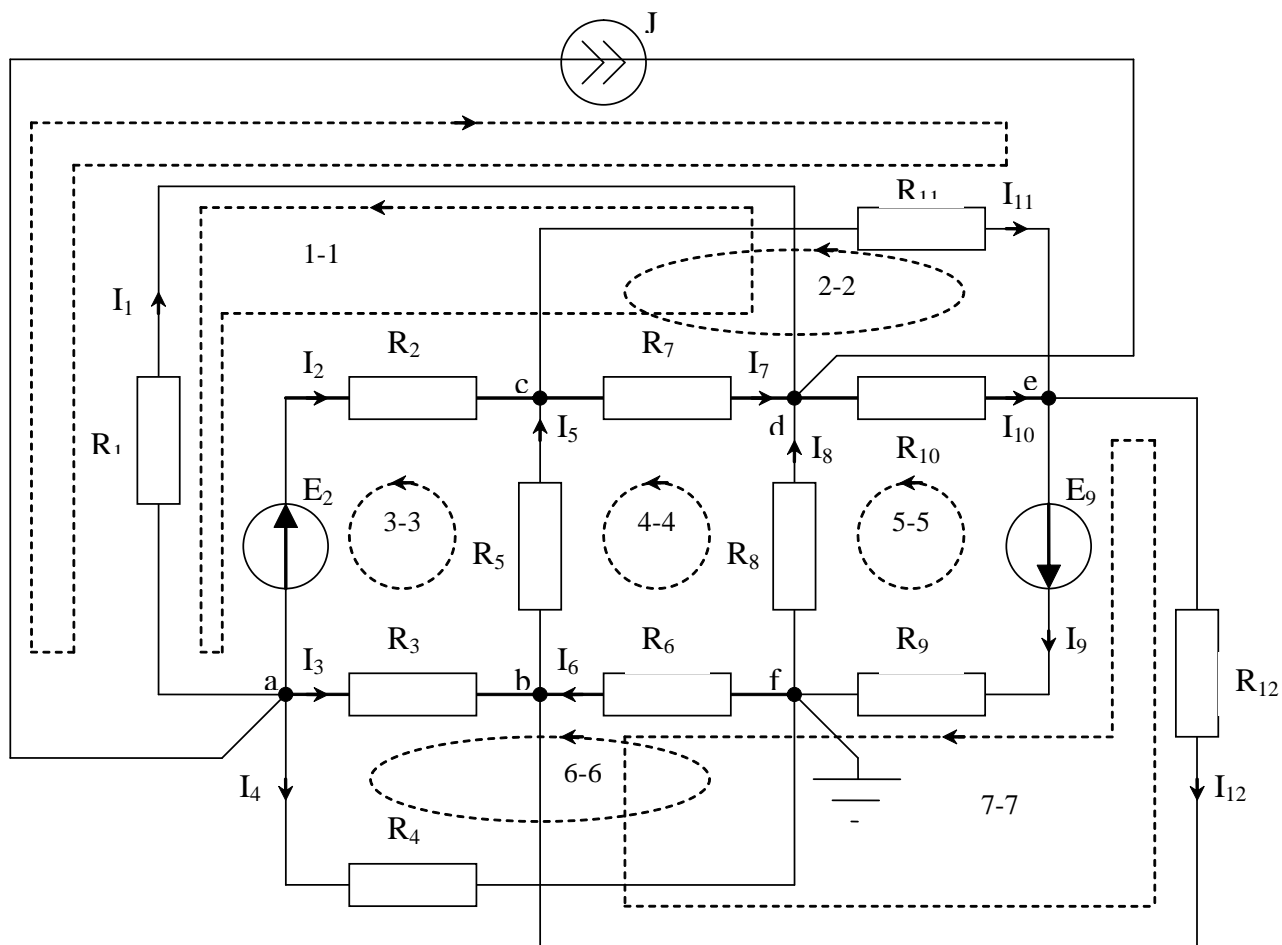 J
R₁₁
I₁₁
1-1
2-2
I₁
R₂
R₇
I₂
c
I₇
e
R₁
I₅
d
I₈
I₁₀
R₁₀
E₂
3-3
4-4
5-5
E₉
R₅
R₈
R₃
R₆
R₉
I₃
I₆
I₉
a
b
f
R₁₂
I₄
6-6
7-7
I₁₂
R₄